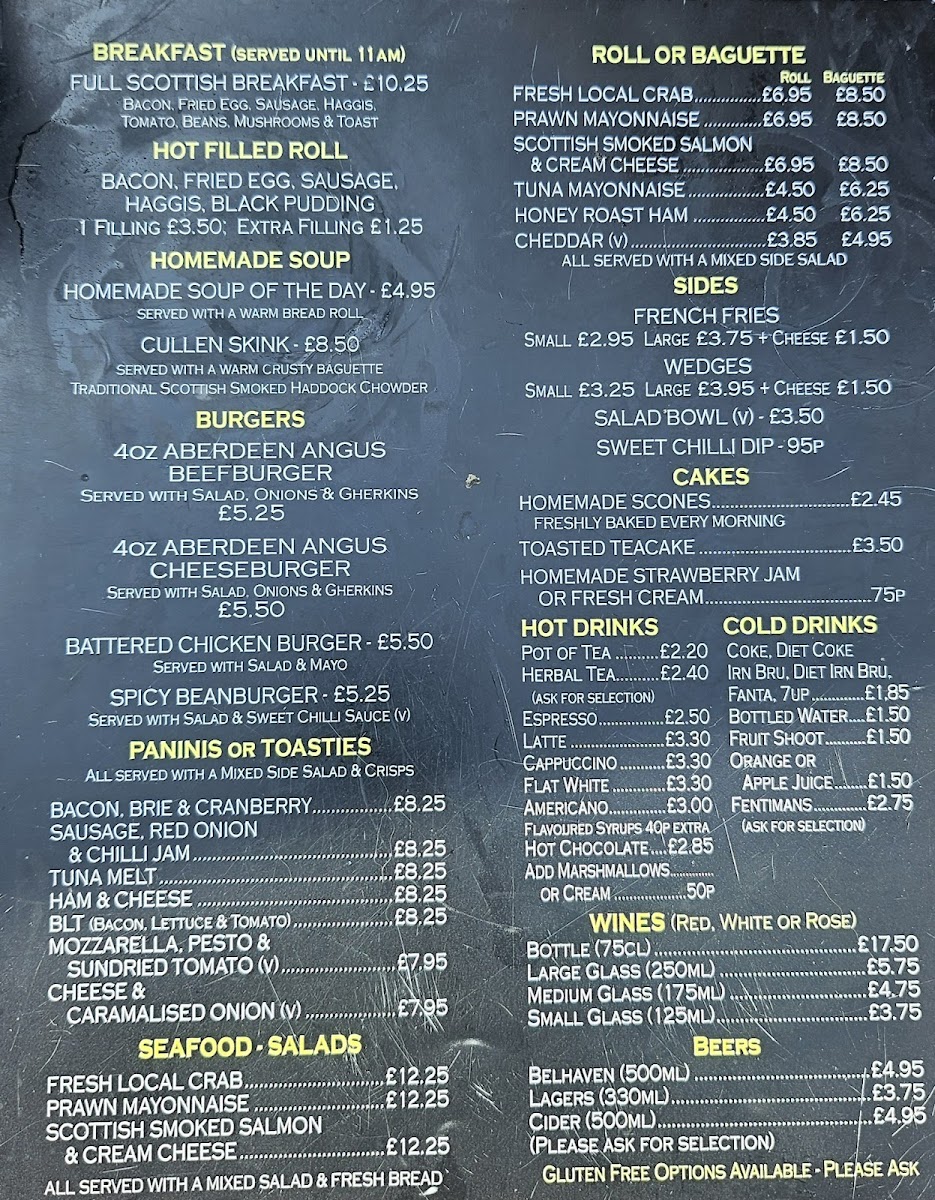 BREAKFAST (SERVED UNTIL 11AM)
FULL SCOTTISH BREAKFAST - £10.25
BACON, FRIED EGG, SAUSAGE, HAGGIS,
TOMATO, BEANS, MUSHROOMS & TOAST
HOT FILLED ROLL
BACON, FRIED EGG, SAUSAGE,
HAGGIS, BLACK PUDDING
1 FILLING £3.50; EXTRA FILLING £1.25
HOMEMADE SOUP
HOMEMADE SOUP OF THE DAY - £4.95
SERVED WITH A WARM BREAD ROLL
CULLEN SKINK - £8.50
SERVED WITH A WARM CRUSTY BAGUETTE
TRADITIONAL SCOTTISH SMOKED HADDOCK CHOWDER
BURGERS
4OZ ABERDEEN ANGUS
BEEFBURGER
SERVED WITH SALAD, ONIONS & GHERKINS
£5.25
4OZ ABERDEEN ANGUS
CHEESEBURGER
SERVED WITH SALAD, ONIONS & GHERKINS
£5.50
BATTERED CHICKEN BURGER - £5.50
SERVED WITH SALAD & MAYO
SPICY BEANBURGER - £5.25
SERVED WITH SALAD & SWEET CHILLI SAUCE (V)
PANINIS OR TOASTIES
ALL SERVED WITH A MIXED SIDE SALAD & CRISPS
BACON, BRIE & CRANBERRY...............£8.25
SAUSAGE, RED ONION
& CHILLI JAM ....................................£8.25
TUNA MELT..........................................£8.25
HAM & CHEESE ....................................£8.25
BLT (BACON, LETTUCE & TOMATO)..................£8.25
MOZZARELLA, PESTO &
SUNDRIED TOMATO (V).....................£7.95
CHEESE &
CARAMALISED ONION (V) .................£7.95
SEAFOOD - SALADS
FRESH LOCAL CRAB..........................£12.25
PRAWN MAYONNAISE ........................£12.25
SCOTTISH SMOKED SALMON
& CREAM CHEESE...........................£12.25
ALL SERVED WITH A MIXED SALAD & FRESH BREAD
ROLL OR BAGUETTE
ROLL BAGUETTE
FRESH LOCAL CRAB..............£6.95 £8.50
PRAWN MAYONNAISE ............£6.95 £8.50
SCOTTISH SMOKED SALMON
& CREAM CHEESE................£6.95 £8.50
TUNA MAYONNAISE ...............£4.50 £6.25
HONEY ROAST HAM ..............£4.50 £6.25
CHEDDAR (V)...........................£3.85 £4.95
ALL SERVED WITH A MIXED SIDE SALAD
SIDES
FRENCH FRIES
SMALL £2.95 LARGE £3.75 + CHEESE £1.50
WEDGES
SMALL £3.25 LARGE £3.95 + CHEESE £1.50
SALAD BOWL (V) - £3.50
SWEET CHILLI DIP - 95P
CAKES
HOMEMADE SCONES.............................£2.45
FRESHLY BAKED EVERY MORNING
TOASTED TEACAKE ................................£3.50
HOMEMADE STRAWBERRY JAM
OR FRESH CREAM..................................75P
HOT DRINKS
POT OF TEA .........£2.20
HERBAL TEA.........£2.40
(ASK FOR SELECTION)
ESPRESSO..............£2.50
LATTE ....................£3.30
CAPPUCCINO .........£3.30
FLAT WHITE ...........£3.30
AMERICANO...........£3.00
FLAVOURED SYRUPS 40P EXTRA
HOT CHOCOLATE....£2.85
ADD MARSHMALLOWS............
OR CREAM ..................50P
COLD DRINKS
COKE, DIET COKE
IRN BRU, DIET IRN BRU,
FANTA, 7UP............£1.85
BOTTLED WATER....£1.50
FRUIT SHOOT..........£1.50
ORANGE OR
APPLE JUICE........£1.50
FENTIMANS............£2.75
(ASK FOR SELECTION)
WINES (RED, WHITE OR ROSE)
BOTTLE (75CL) ............................................£17.50
LARGE GLASS (250ML) ................................£5.75
MEDIUM GLASS (175ML) .............................£4.75
SMALL GLASS (125ML)................................£3.75
BEERS
BELHAVEN (500ML) .....................................£4.95
LAGERS (330ML)..........................................£3.75
CIDER (500ML).............................................£4.95
(PLEASE ASK FOR SELECTION)
GLUTEN FREE OPTIONS AVAILABLE - PLEASE ASK